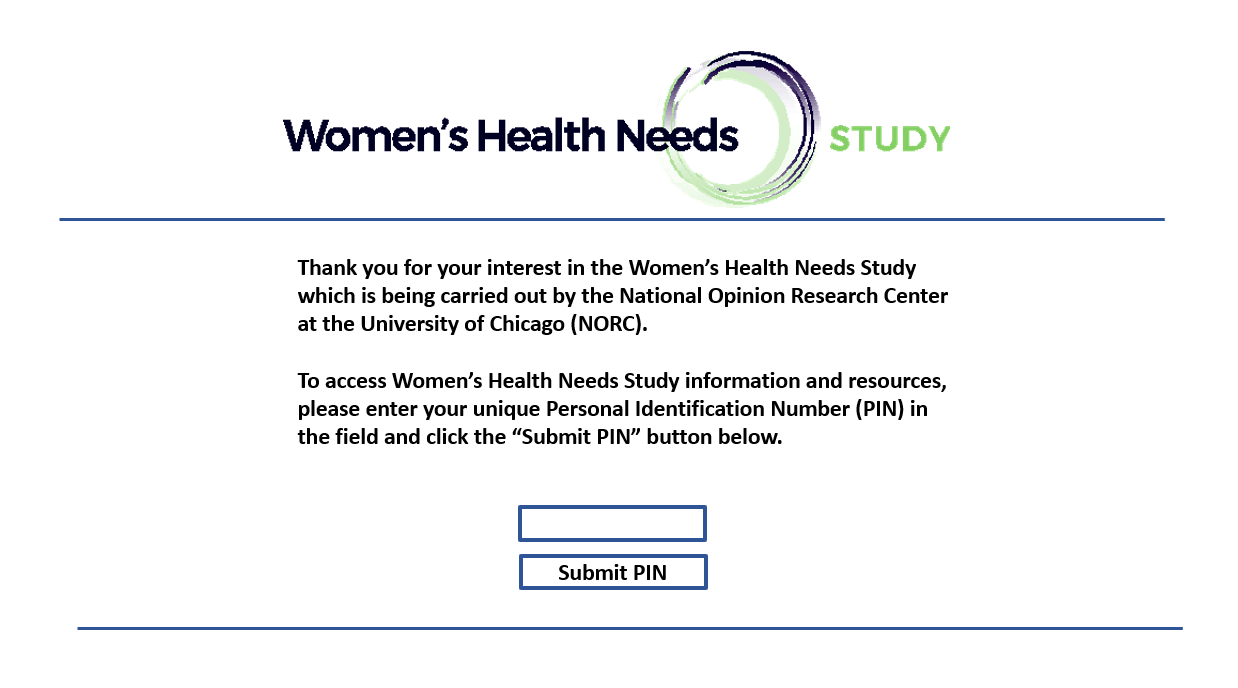 Women’s Health Needs STUDY
Thank you for your interest in the Women’s Health Needs Study
which is being carried out by the National Opinion Research Center
at the University of Chicago (NORC).
To access Women’s Health Needs Study information and resources,
please enter your unique Personal Identification Number (PIN) in
the field and click the “Submit PIN” button below.
Submit PIN